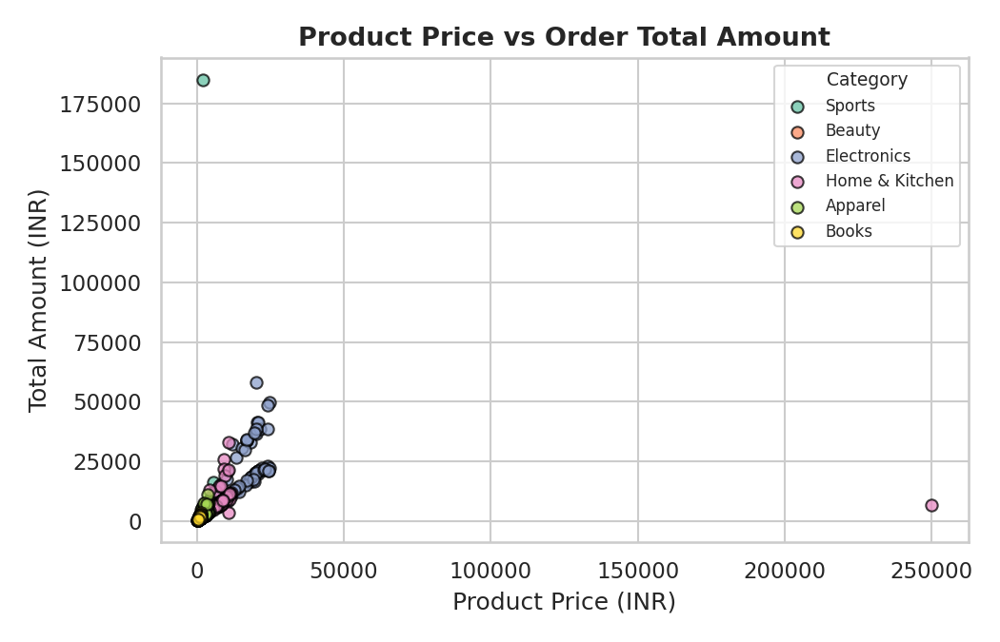 Product Price vs Order Total Amount
Total Amount (INR)
175000
150000
125000
100000
75000
50000
25000
0
Category
Sports
Beauty
Electronics
Home & Kitchen
Apparel
Books
0 50000 100000 150000 200000 250000
Product Price (INR)